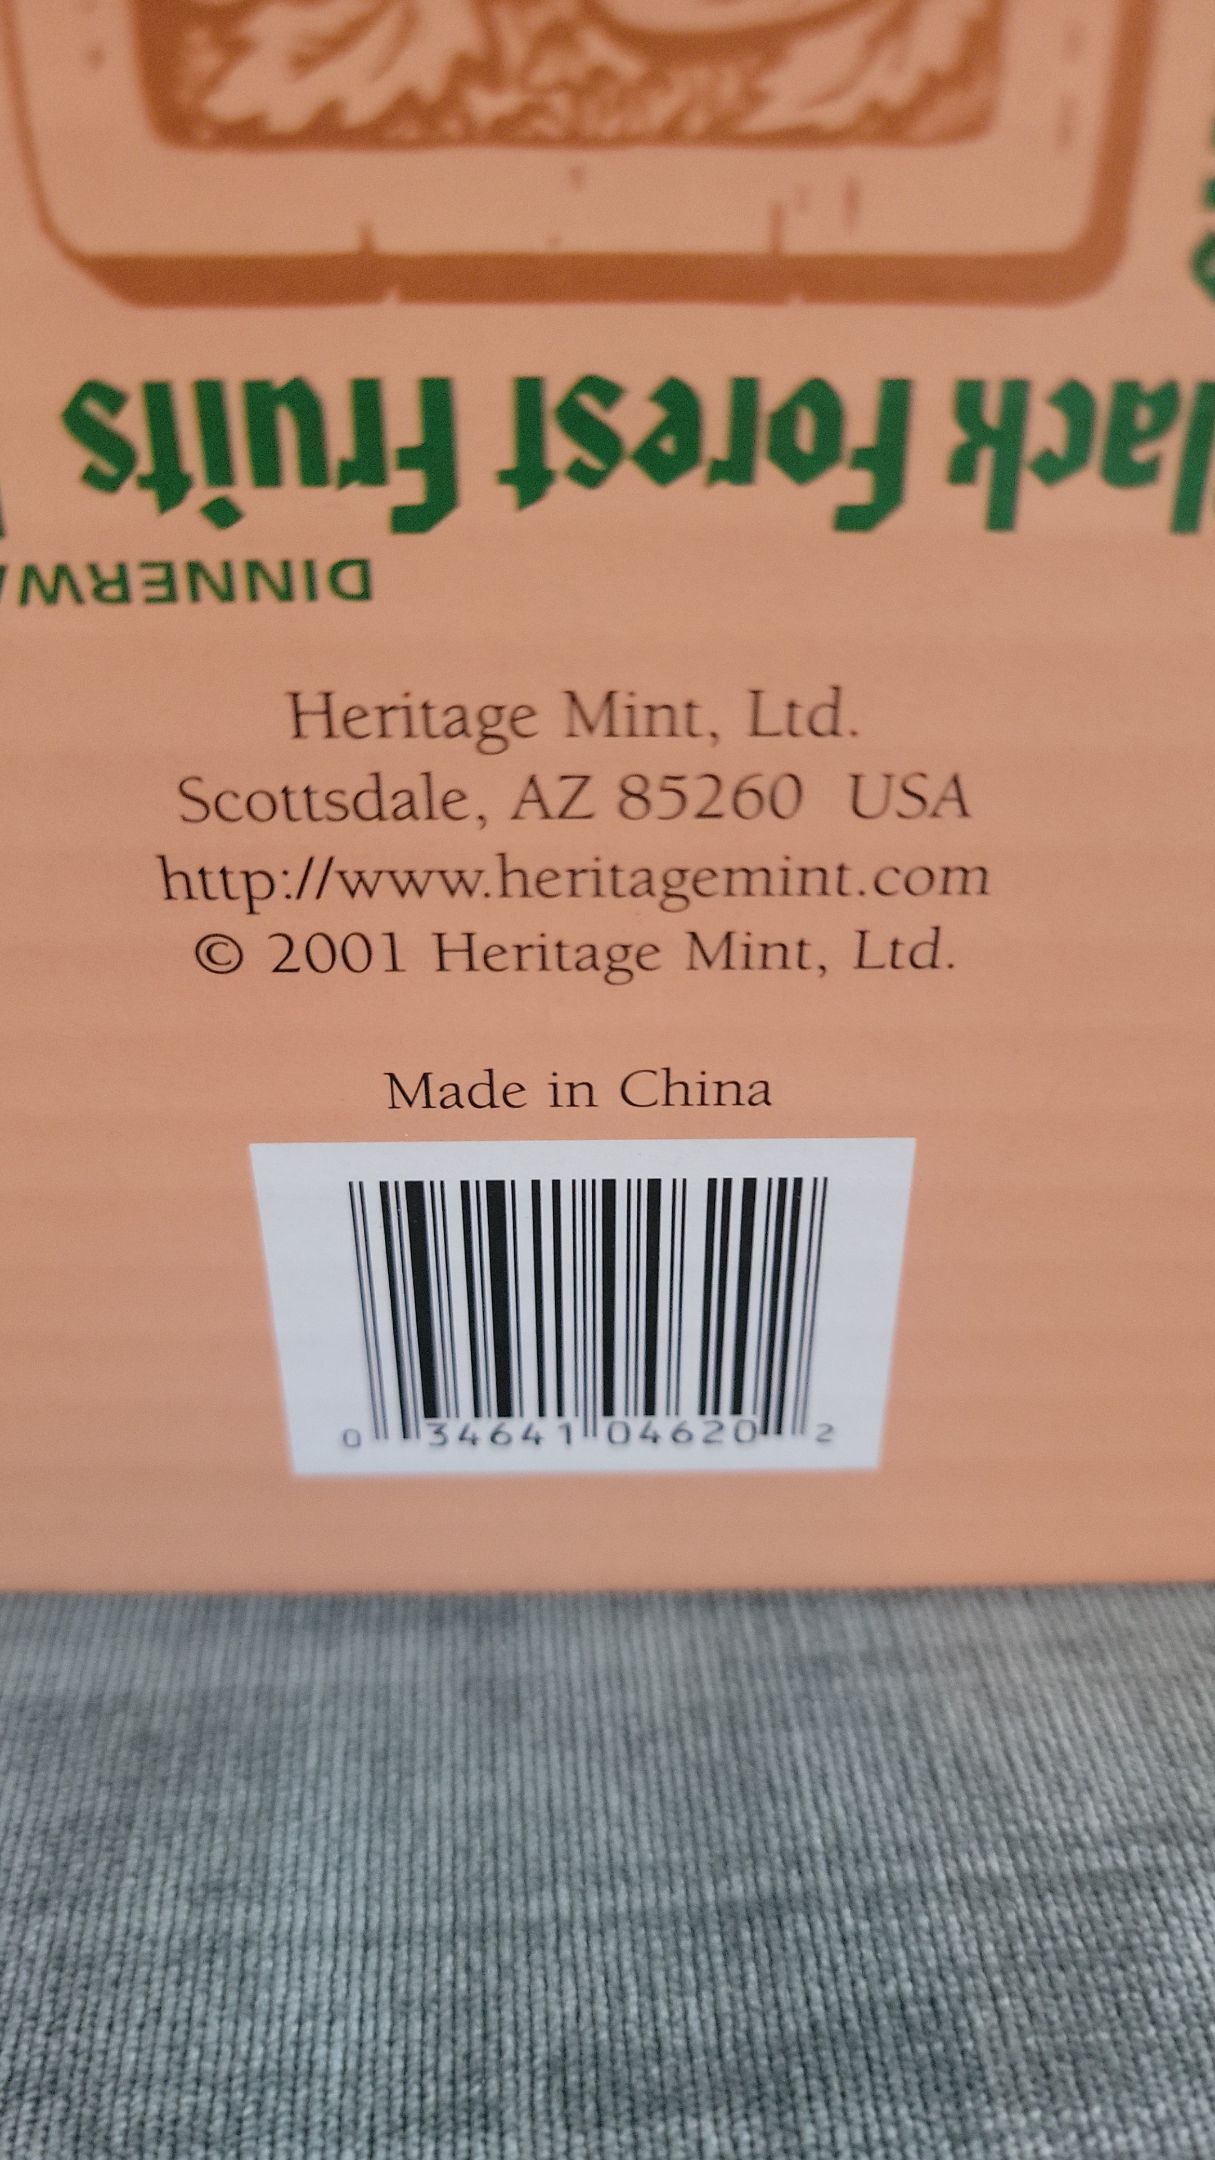 lack Forest Fruits
DINNERWA
Heritage Mint, Ltd.
Scottsdale, AZ 85260 USA
http://www.heritagemint.com
© 2001 Heritage Mint, Ltd.
Made in China
0 34641 04620 2